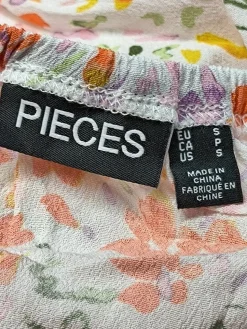 PIECES
EU S
CA P
US S
MADE IN
CHINA
FABRIQUÉ EN
CHINE